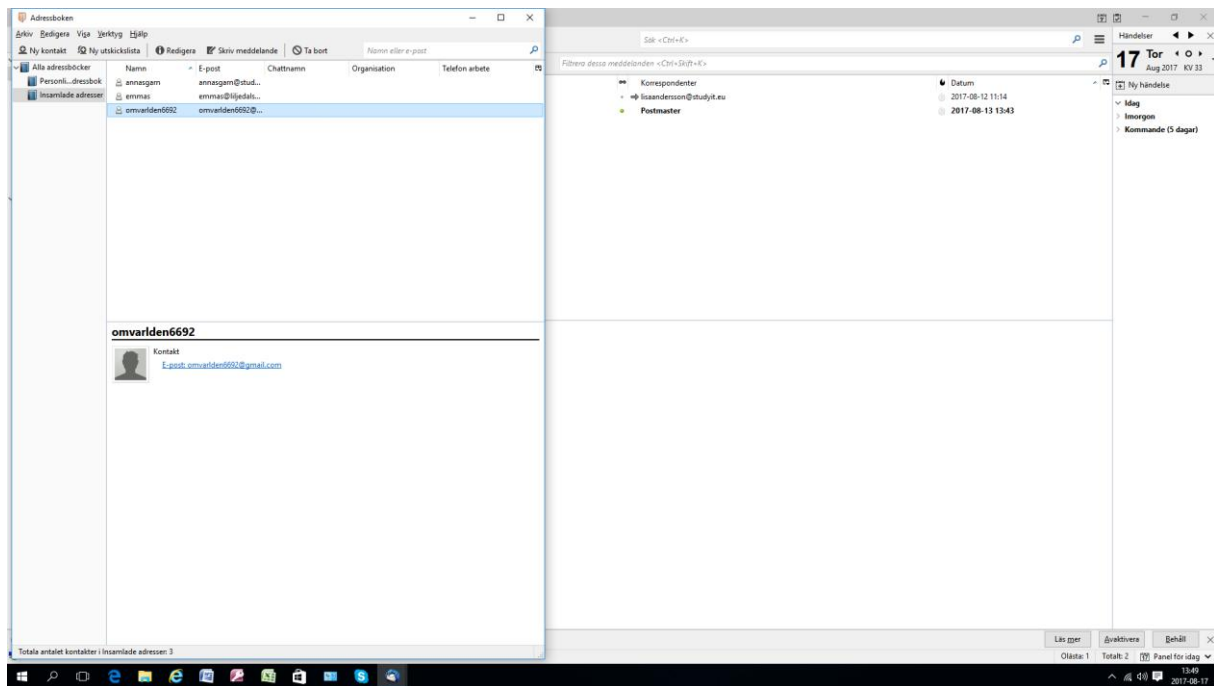 Adressboken
Arkiv Redigera Visa Verktyg Hjälp
Ny kontakt Ny utskickslista Redigera Skriv meddelande Ta bort Namn eller e-post
Alla adressböcker
Personli...dressbok
Insamlade adresser
Namn E-post Chattnamn Organisation Telefon arbete
annasgarn annasgarn@stud...
emmas emmas@liljedals...
omvarlden6692 omvarlden6692@...
omvarlden6692
Kontakt
E-post: omvarlden6692@gmail.com
Totala antalet kontakter i Insamlade adresser: 3
Sök <Ctrl+K>
Filtrera dessa meddelanden <Ctrl+Skift+K>
Korrespondenter Datum
lisaandersson@studyit.eu 2017-08-12 11:14
Postmaster 2017-08-13 13:43
Händelser
17 Tor
Aug 2017 KV 33
Ny händelse
Idag
Imorgon
Kommande (5 dagar)
Läs mer Avaktivera Behåll
Olästa: 1 Totalt: 2 Panel för idag
13:49
2017-08-17